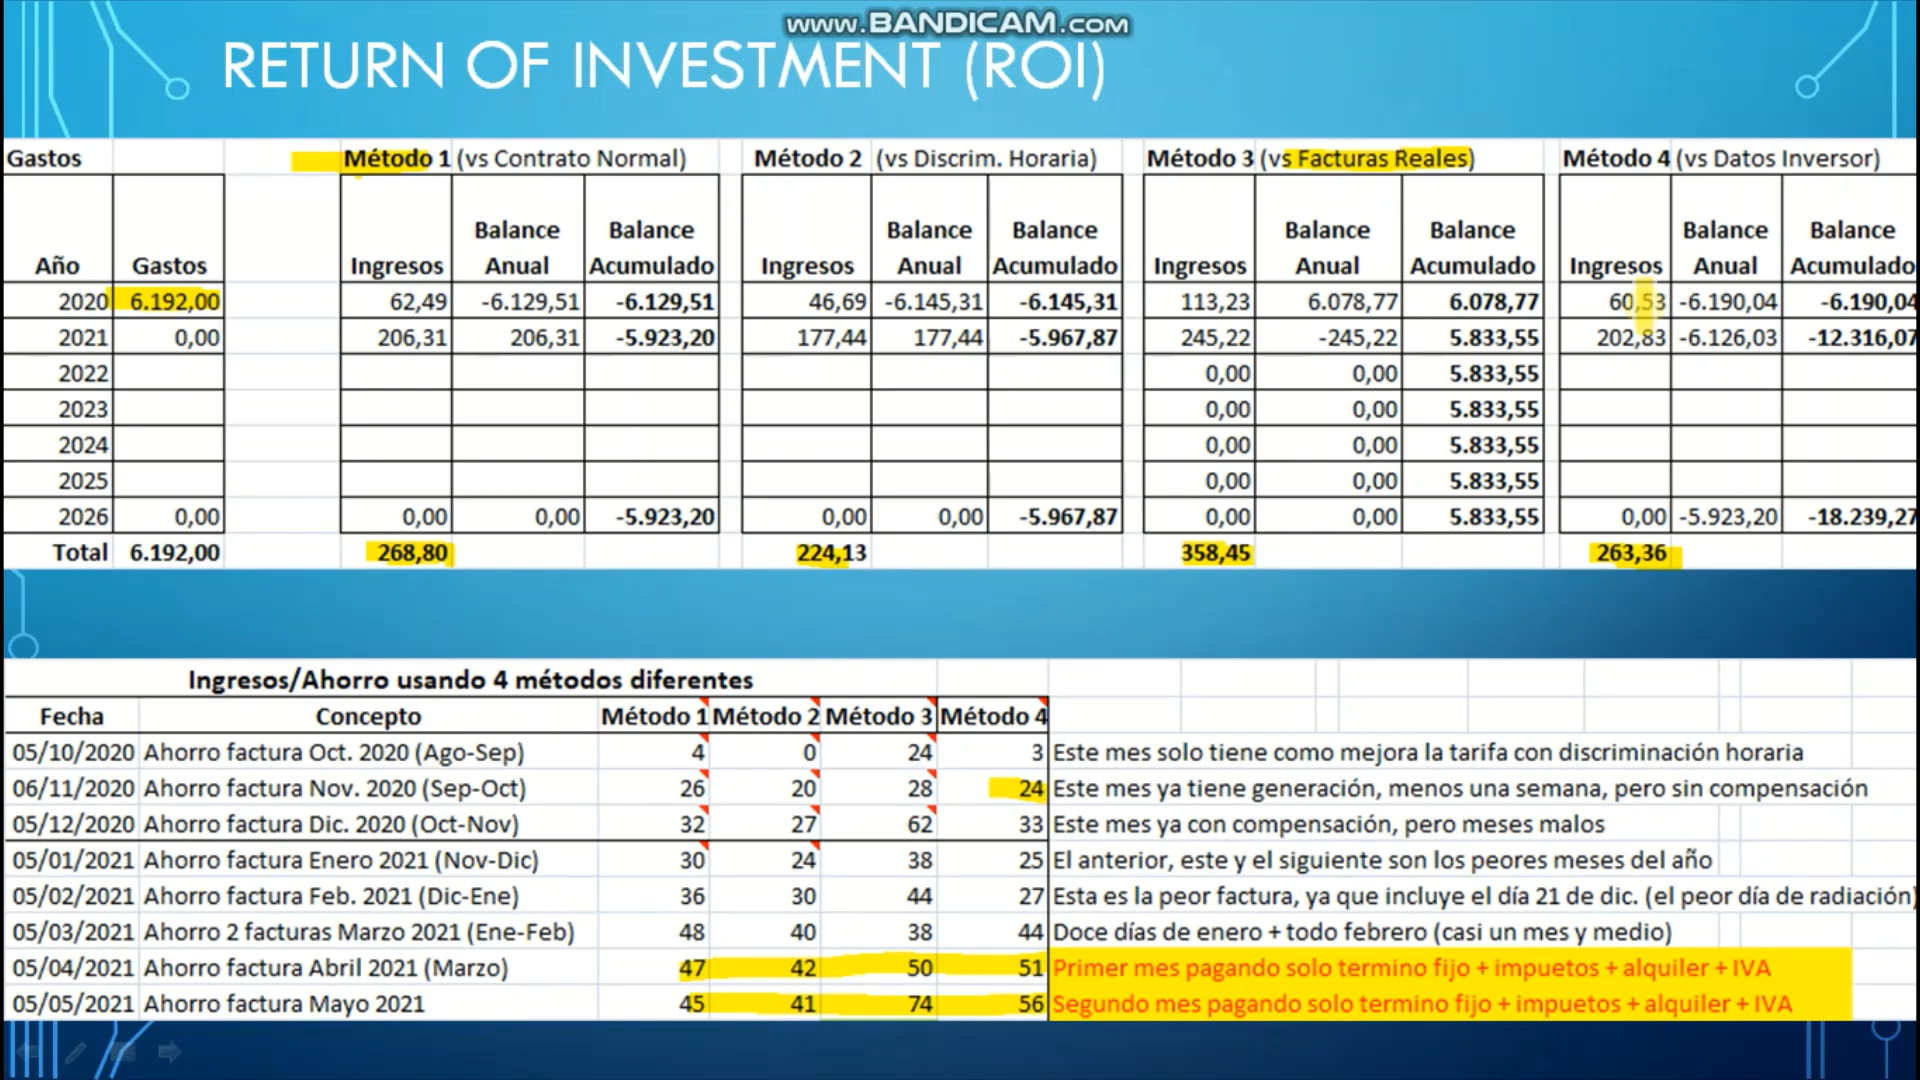 www.BANDICAM.com
RETURN OF INVESTMENT (ROI)
Gastos Método 1 (vs Contrato Normal) Método 2 (vs Discrim. Horaria) Método 3 (vs Facturas Reales) Método 4 (vs Datos Inversor)
Balance Balance Balance Balance Balance Balance Balance Balance
Año Gastos Ingresos Anual Acumulado Ingresos Anual Acumulado Ingresos Anual Acumulado Ingresos Anual Acumulado
2020 6.192,00 62,49 -6.129,51 -6.129,51 46,69 -6.145,31 -6.145,31 113,23 6.078,77 6.078,77 60,53 -6.190,04 -6.190,04
2021 0,00 206,31 206,31 -5.923,20 177,44 177,44 -5.967,87 245,22 -245,22 5.833,55 202,83 -6.126,03 -12.316,07
2022 0,00 0,00 5.833,55
2023 0,00 0,00 5.833,55
2024 0,00 0,00 5.833,55
2025 0,00 0,00 5.833,55
2026 0,00 0,00 0,00 -5.923,20 0,00 0,00 -5.967,87 0,00 0,00 5.833,55 0,00 -5.923,20 -18.239,27
Total 6.192,00 268,80 224,13 358,45 263,36
Ingresos/Ahorro usando 4 métodos diferentes
Fecha Concepto Método 1 Método 2 Método 3 Método 4
05/10/2020 Ahorro factura Oct. 2020 (Ago-Sep) 4 0 24 3 Este mes solo tiene como mejora la tarifa con discriminación horaria
06/11/2020 Ahorro factura Nov. 2020 (Sep-Oct) 26 20 28 24 Este mes ya tiene generación, menos una semana, pero sin compensación
05/12/2020 Ahorro factura Dic. 2020 (Oct-Nov) 32 27 62 33 Este mes ya con compensación, pero meses malos
05/01/2021 Ahorro factura Enero 2021 (Nov-Dic) 30 24 38 25 El anterior, este y el siguiente son los peores meses del año
05/02/2021 Ahorro factura Feb. 2021 (Dic-Ene) 36 30 44 27 Esta es la peor factura, ya que incluye el día 21 de dic. (el peor día de radiación)
05/03/2021 Ahorro 2 facturas Marzo 2021 (Ene-Feb) 48 40 38 44 Doce días de enero + todo febrero (casi un mes y medio)
05/04/2021 Ahorro factura Abril 2021 (Marzo) 47 42 50 51 Primer mes pagando solo termino fijo + impuetos + alquiler + IVA
05/05/2021 Ahorro factura Mayo 2021 45 41 74 56 Segundo mes pagando solo termino fijo + impuetos + alquiler + IVA